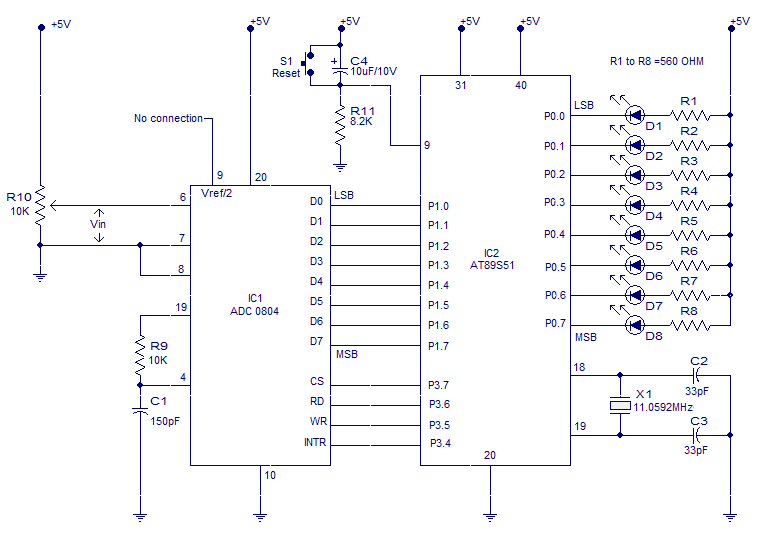 +5V
+5V
+5V
+5V
+5V
+5V
S1
Reset
+
C4
10uF/10V
R1 to R8 =560 OHM
31
40
R11
8.2K
No connection
9
20
9
Vref/2
R10
10K
6
Vin
7
8
19
R9
10K
4
C1
150pF
IC1
ADC 0804
10
D0
LSB
D1
D2
D3
D4
D5
D6
D7
MSB
CS
RD
WR
INTR
P1.0
P1.1
P1.2
P1.3
P1.4
P1.5
P1.6
P1.7
P3.7
P3.6
P3.5
P3.4
IC2
AT89S51
20
P0.0
LSB
D1
R1
P0.1
D2
R2
P0.2
D3
R3
P0.3
D4
R4
P0.4
D5
R5
P0.5
D6
R6
P0.6
D7
R7
P0.7
MSB
D8
R8
18
19
X1
11.0592MHz
C2
33pF
C3
33pF